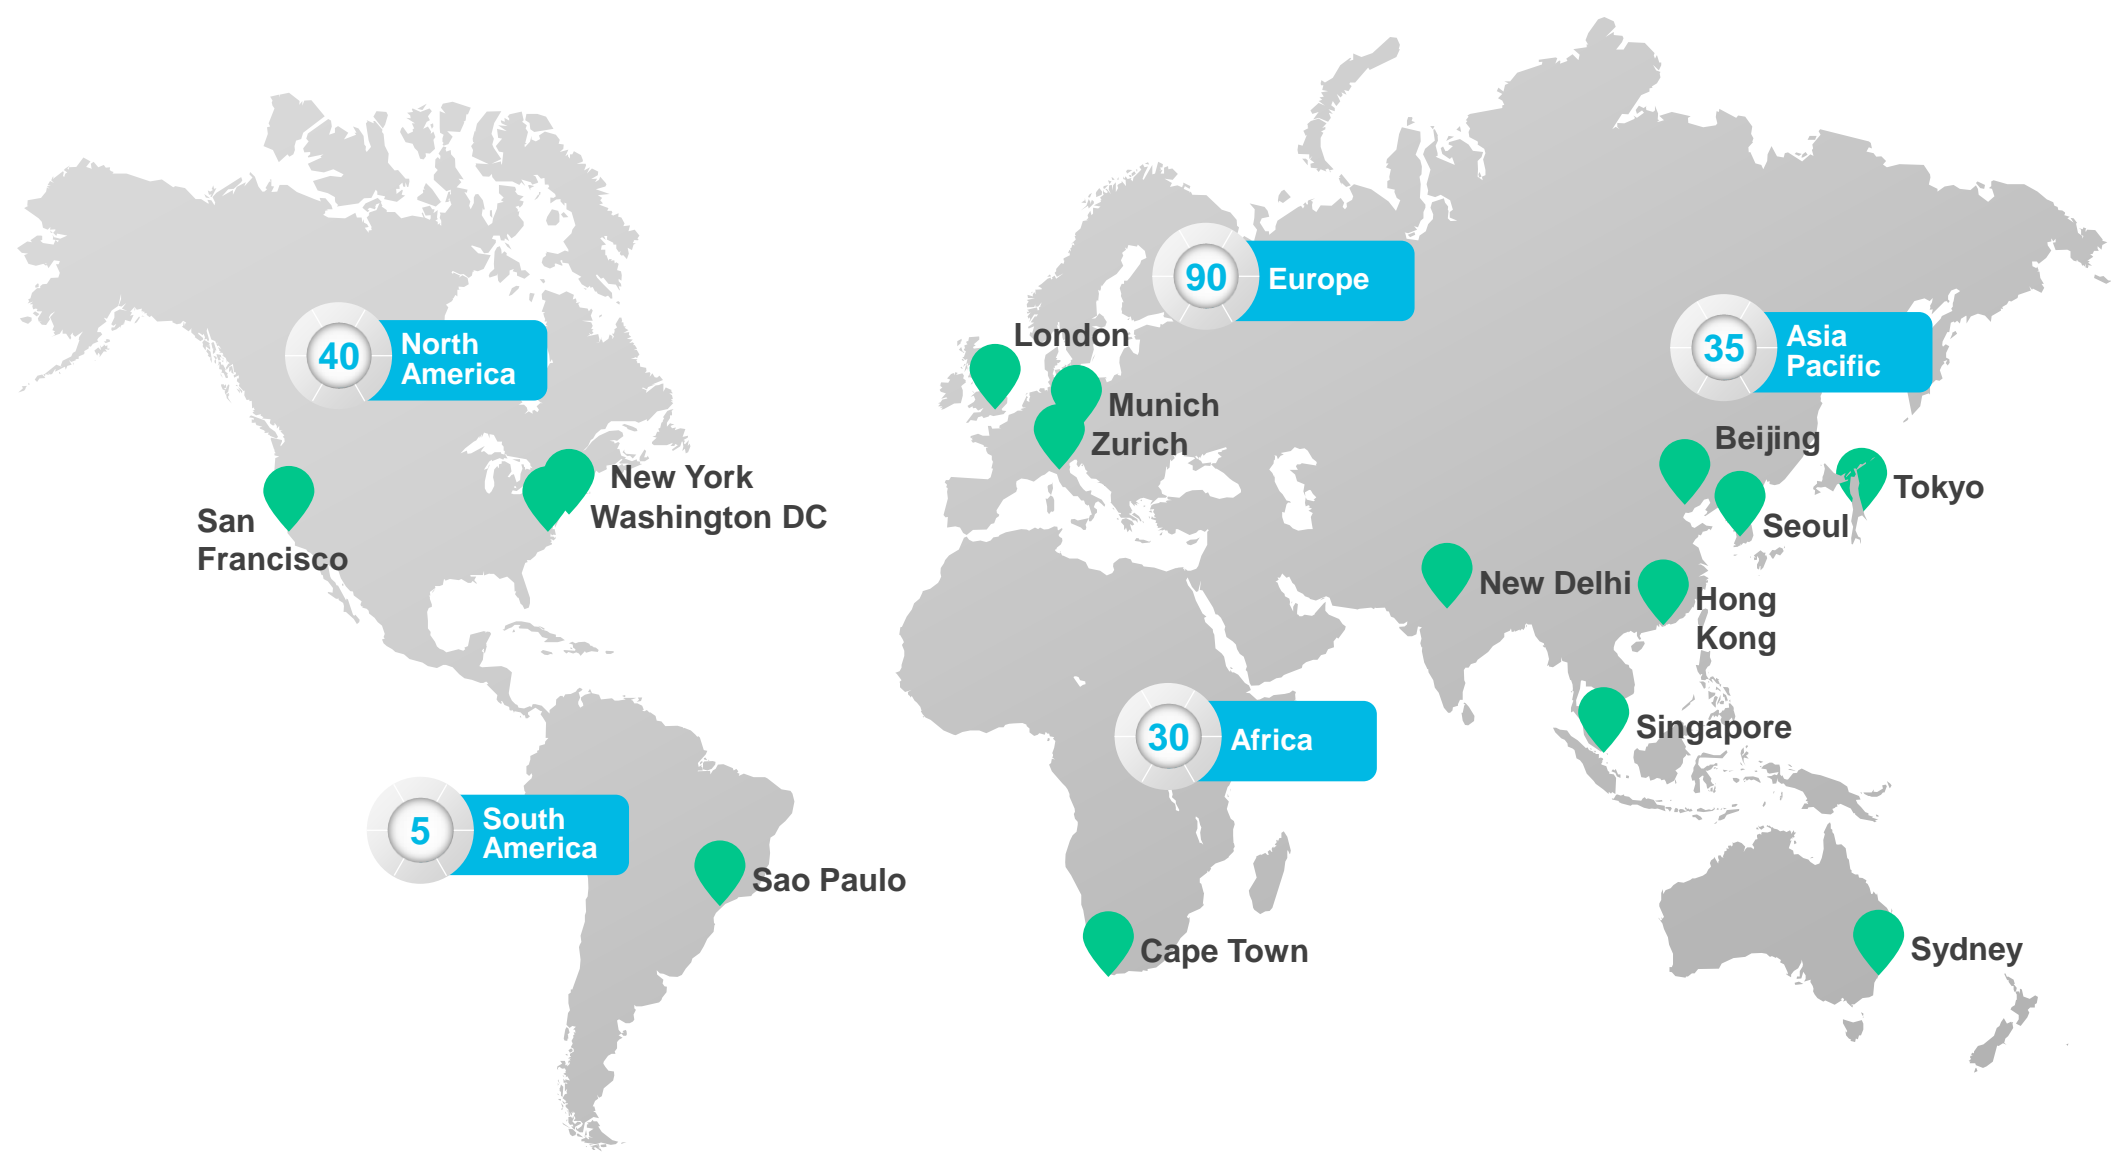 90
Europe
London
40
North
America
35
Asia
Pacific
Munich
Zurich
Beijing
New York
Washington DC
Tokyo
San
Francisco
Seoul
New Delhi
Hong
Kong
30
Africa
Singapore
5
South
America
Sao Paulo
Cape Town
Sydney